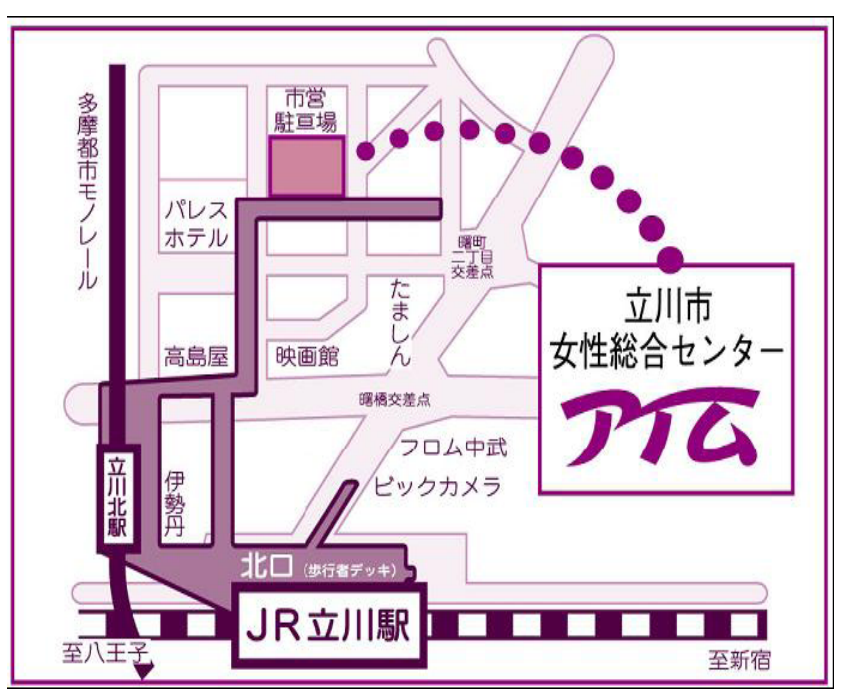 市営
駐亘場
多摩都市モノレール
パレス
ホテル
曙町
二丁目
交差点
たましん
立川市
女性総合センター
アイム
高島屋
映画館
曙橋交差点
フロム中武
ビックカメラ
立川北駅
伊勢丹
北口(歩行者デッキ)
JR立川駅
至八王子
至新宿